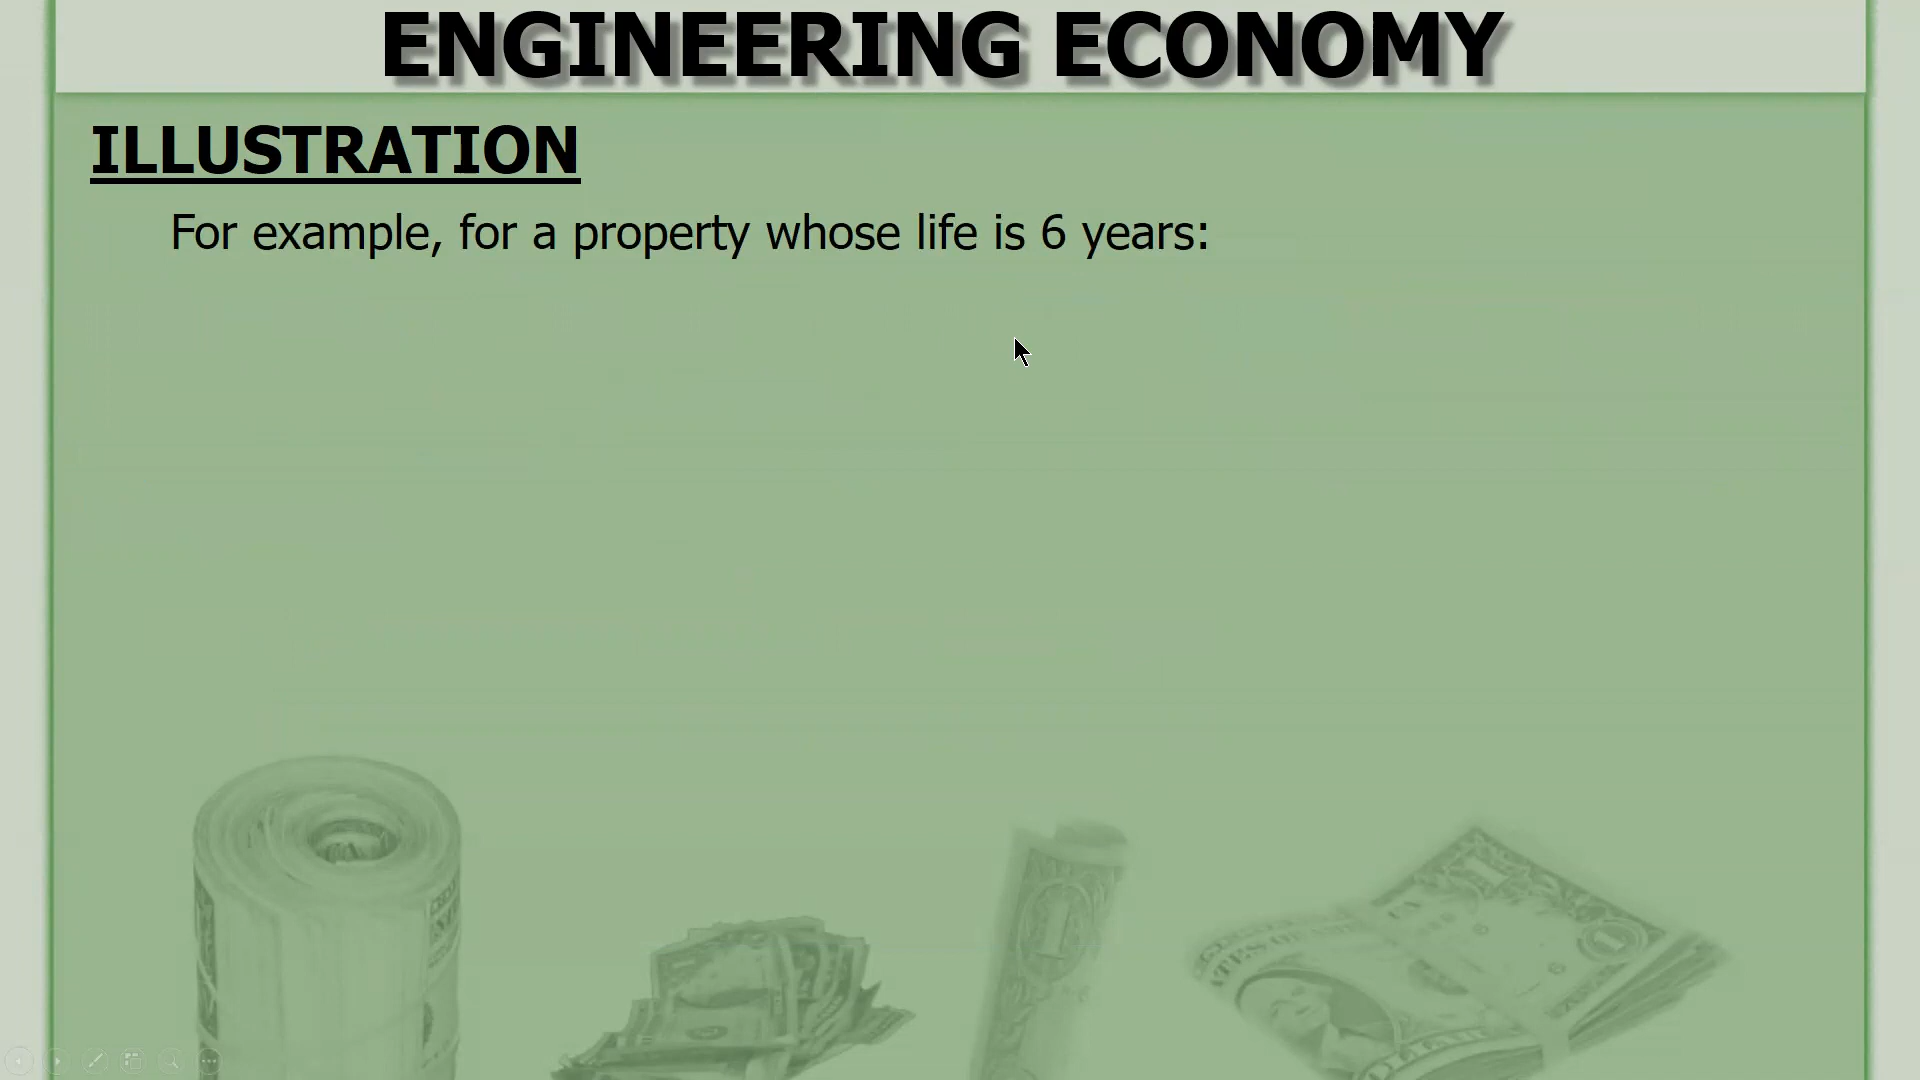 ENGINEERING ECONOMY
ILLUSTRATION
For example, for a property whose life is 6 years: